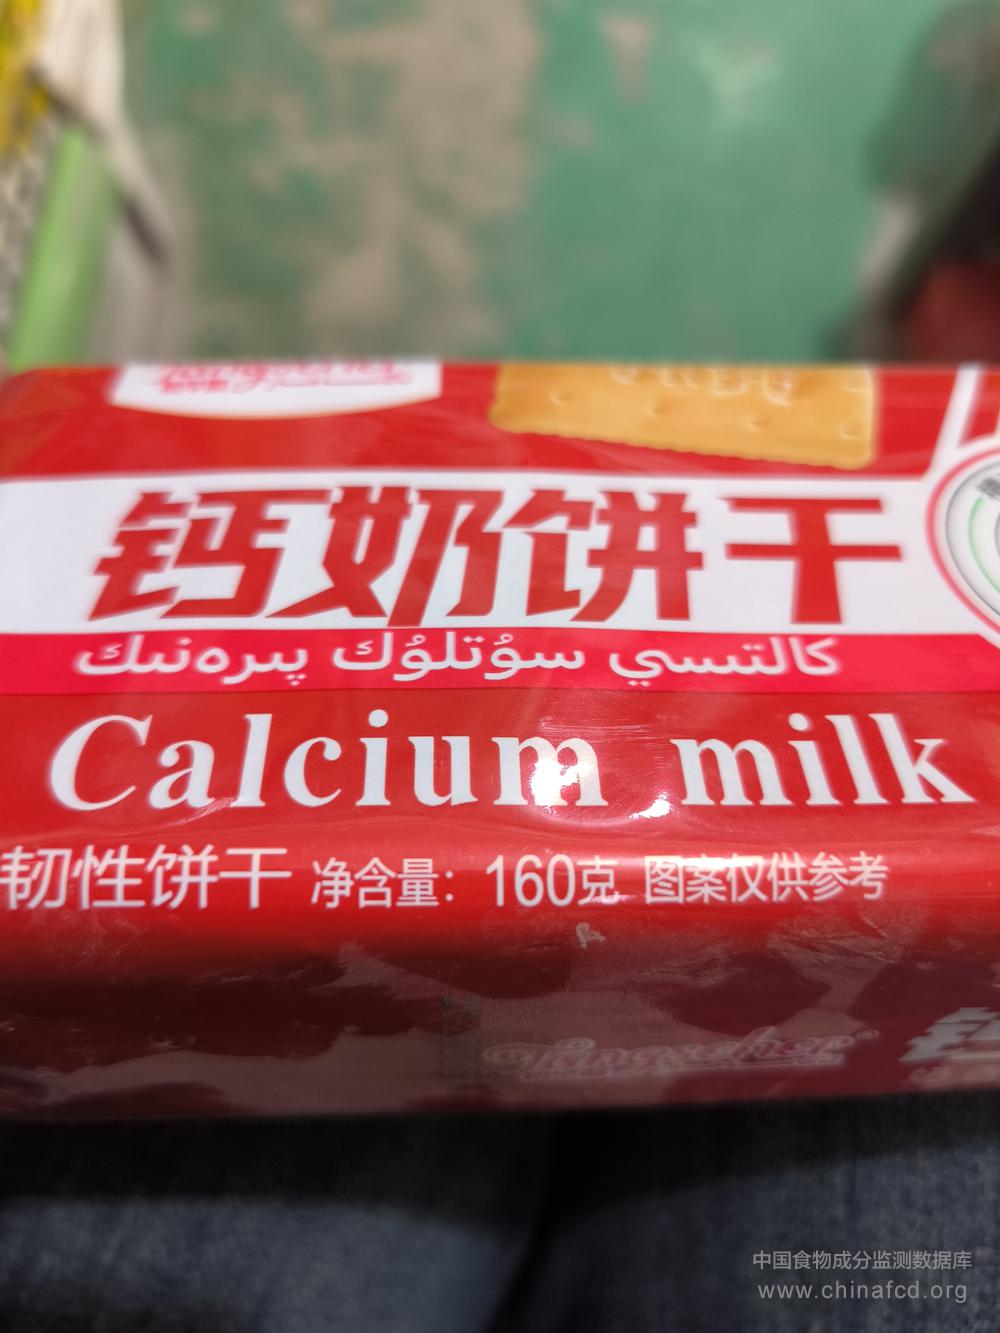 钙奶饼干
كالتسىي سۇتلۇك پىرەنىك
Calcium milk
韧性饼干 净含量：160克 图案仅供参考
中国食物成分监测数据库
www.chinafcd.org